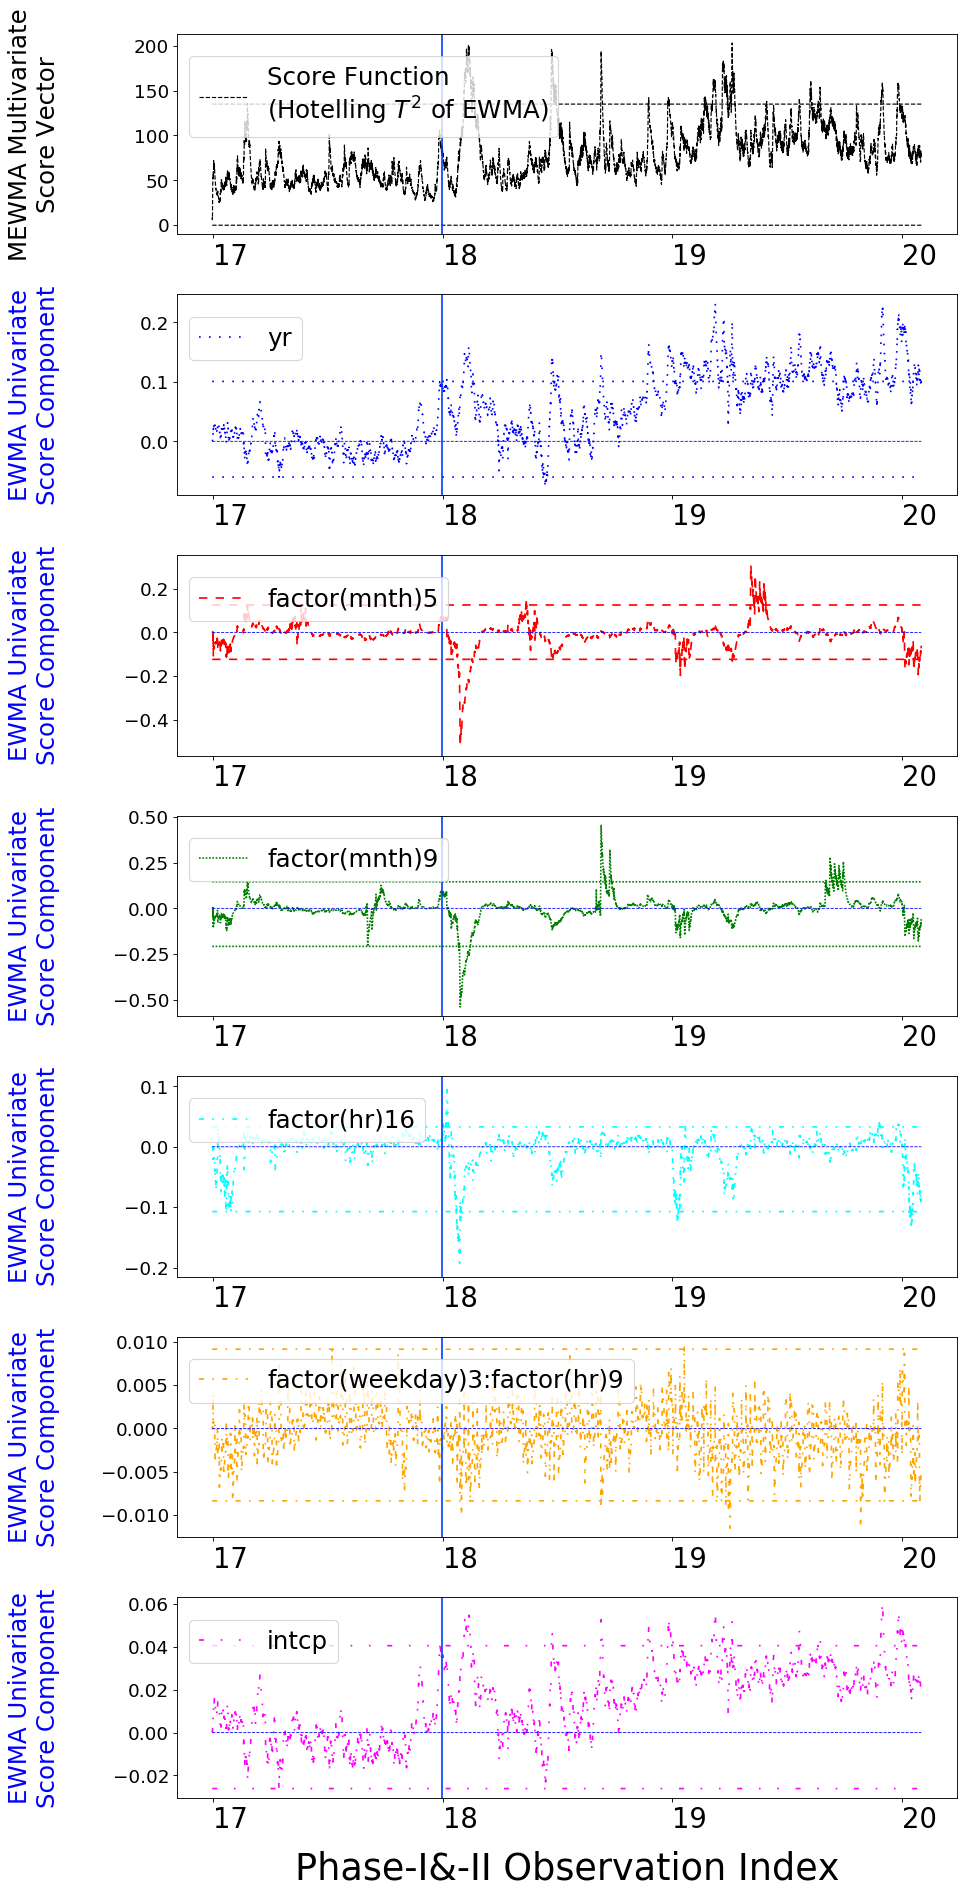 MEWMA Multivariate
Score Vector
200
150
100
50
0
Score Function
(Hotelling T² of EWMA)
17 18 19 20
EWMA Univariate
Score Component
0.2
0.1
0.0
yr
17 18 19 20
EWMA Univariate
Score Component
0.2
0.0
−0.2
−0.4
factor(mnth)5
17 18 19 20
EWMA Univariate
Score Component
0.50
0.25
0.00
−0.25
−0.50
factor(mnth)9
17 18 19 20
EWMA Univariate
Score Component
0.1
0.0
−0.1
−0.2
factor(hr)16
17 18 19 20
EWMA Univariate
Score Component
0.010
0.005
0.000
−0.005
−0.010
factor(weekday)3:factor(hr)9
17 18 19 20
EWMA Univariate
Score Component
0.06
0.04
0.02
0.00
−0.02
intcp
17 18 19 20
Phase-I&-II Observation Index